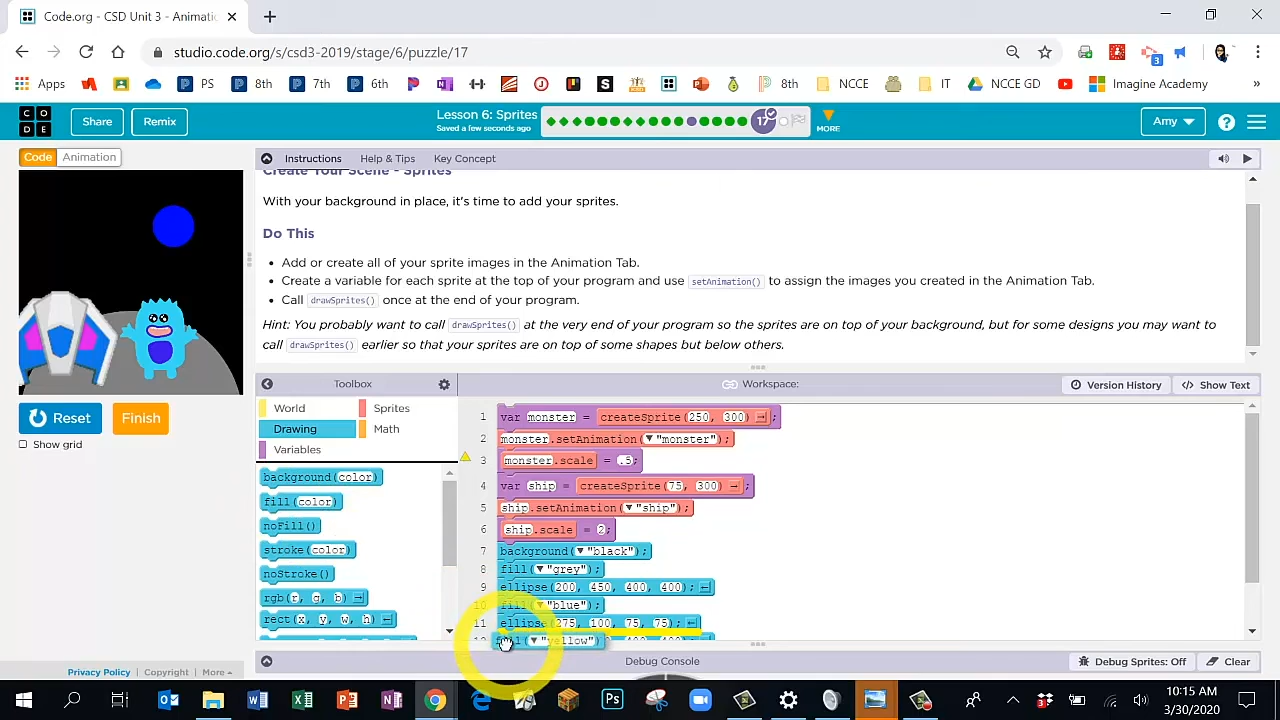 Code.org - CSD Unit 3 - Animatic
studio.code.org/s/csd3-2019/stage/6/puzzle/17
3
Apps PS 8th 7th 6th 8th NCCE IT NCCE GD Imagine Academy »
CODE Share Remix Lesson 6: Sprites
Saved a few seconds ago
17 MORE Amy ?
Code Animation Instructions Help & Tips Key Concept
Create Your Scene - Sprites
With your background in place, it's time to add your sprites.
Do This
• Add or create all of your sprite images in the Animation Tab.
• Create a variable for each sprite at the top of your program and use setAnimation() to assign the images you created in the Animation Tab.
• Call drawSprites() once at the end of your program.
Hint: You probably want to call drawSprites() at the very end of your program so the sprites are on top of your background, but for some designs you may want to
call drawSprites() earlier so that your sprites are on top of some shapes but below others.
Toolbox Workspace: Version History </> Show Text
Reset Finish
Show grid
World Sprites
Drawing Math
Variables
background(color)
fill(color)
noFill()
stroke(color)
noStroke()
rgb(r, g, b)
rect(x, y, w, h)
1 var monster = createSprite(250, 300);
2 monster.setAnimation("monster");
3 monster.scale = .5;
4 var ship = createSprite(75, 300);
5 ship.setAnimation("ship");
6 ship.scale = 2;
7 background("black");
8 fill("grey");
9 ellipse(200, 450, 400, 400);
10 fill("blue");
11 ellipse(275, 100, 75, 75);
("yellow")
Debug Console Debug Sprites: Off Clear
Privacy Policy | Copyright | More
10:15 AM
3/30/2020